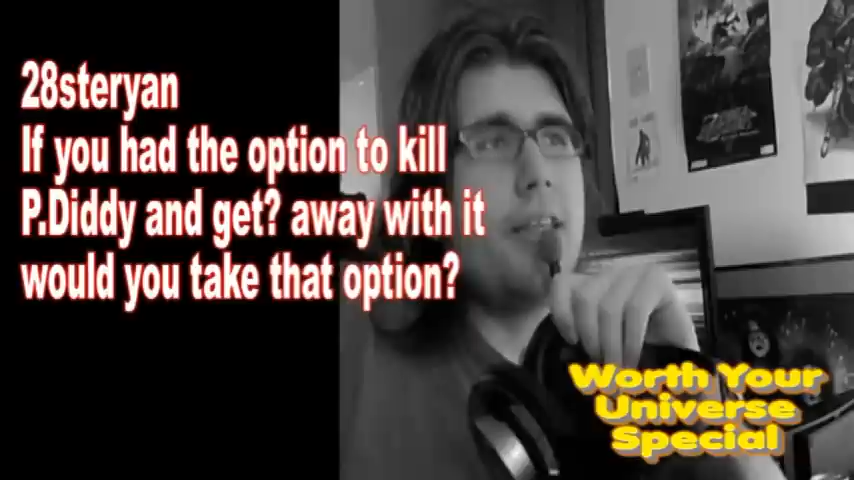 28steryan
If you had the option to kill
P.Diddy and get? away with it
would you take that option?
Worth Your
Universe
Special